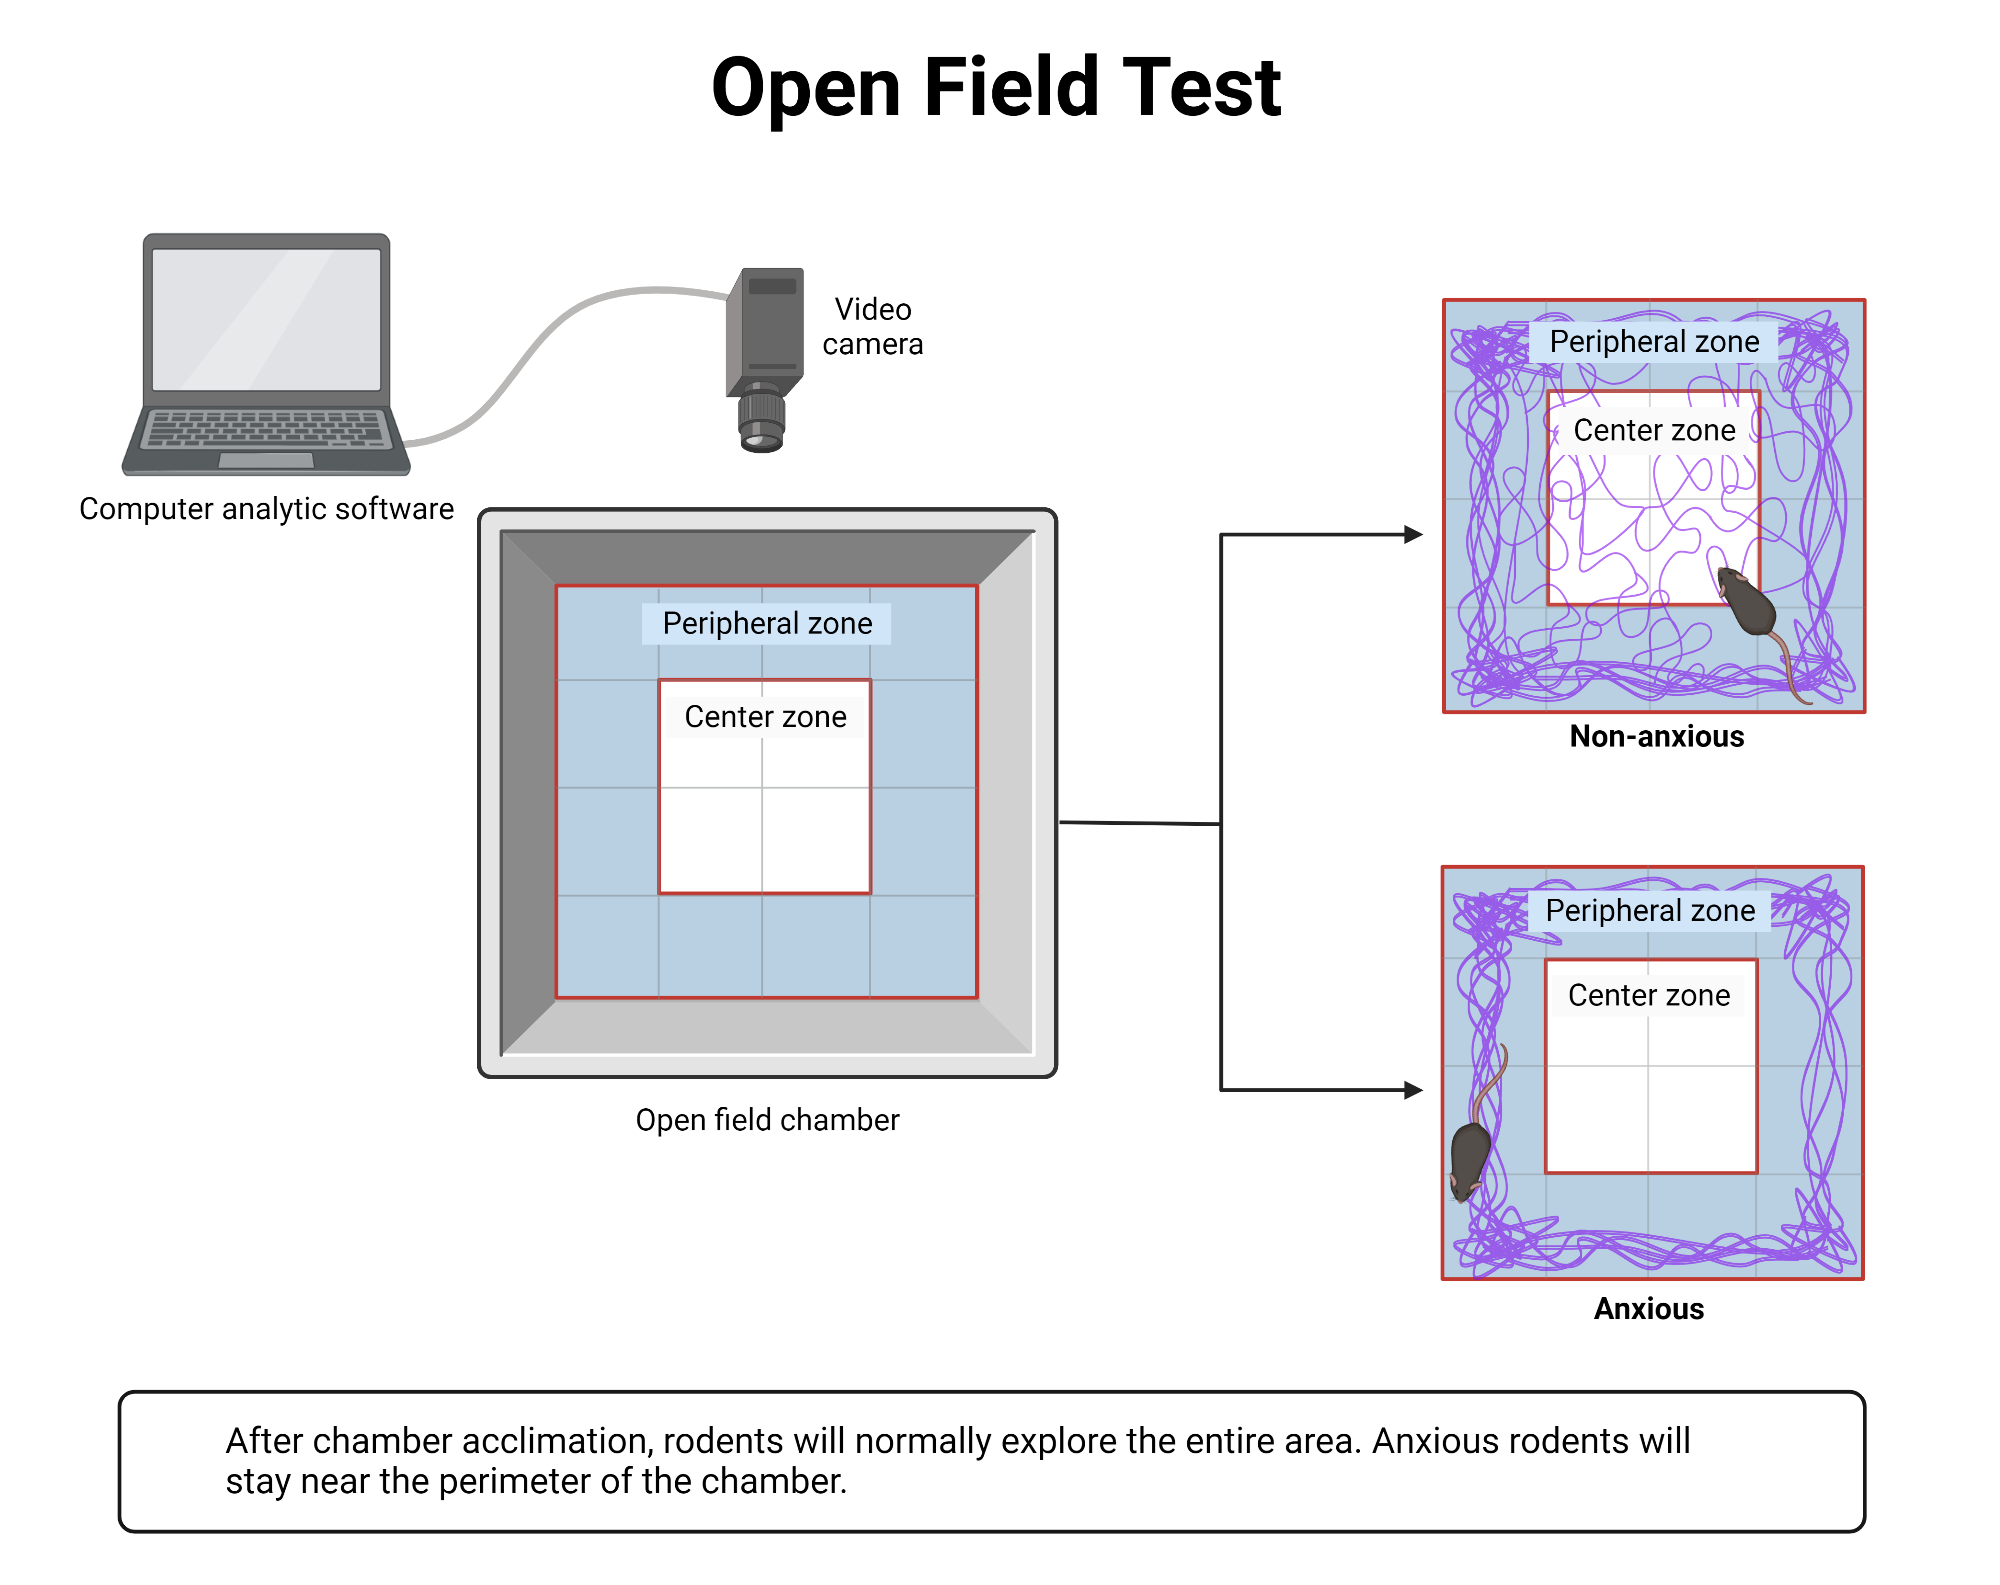 Open Field Test
Video
camera
Computer analytic software
Peripheral zone
Center zone
Open field chamber
Peripheral zone
Center zone
Non-anxious
Peripheral zone
Center zone
Anxious
After chamber acclimation, rodents will normally explore the entire area. Anxious rodents will
stay near the perimeter of the chamber.